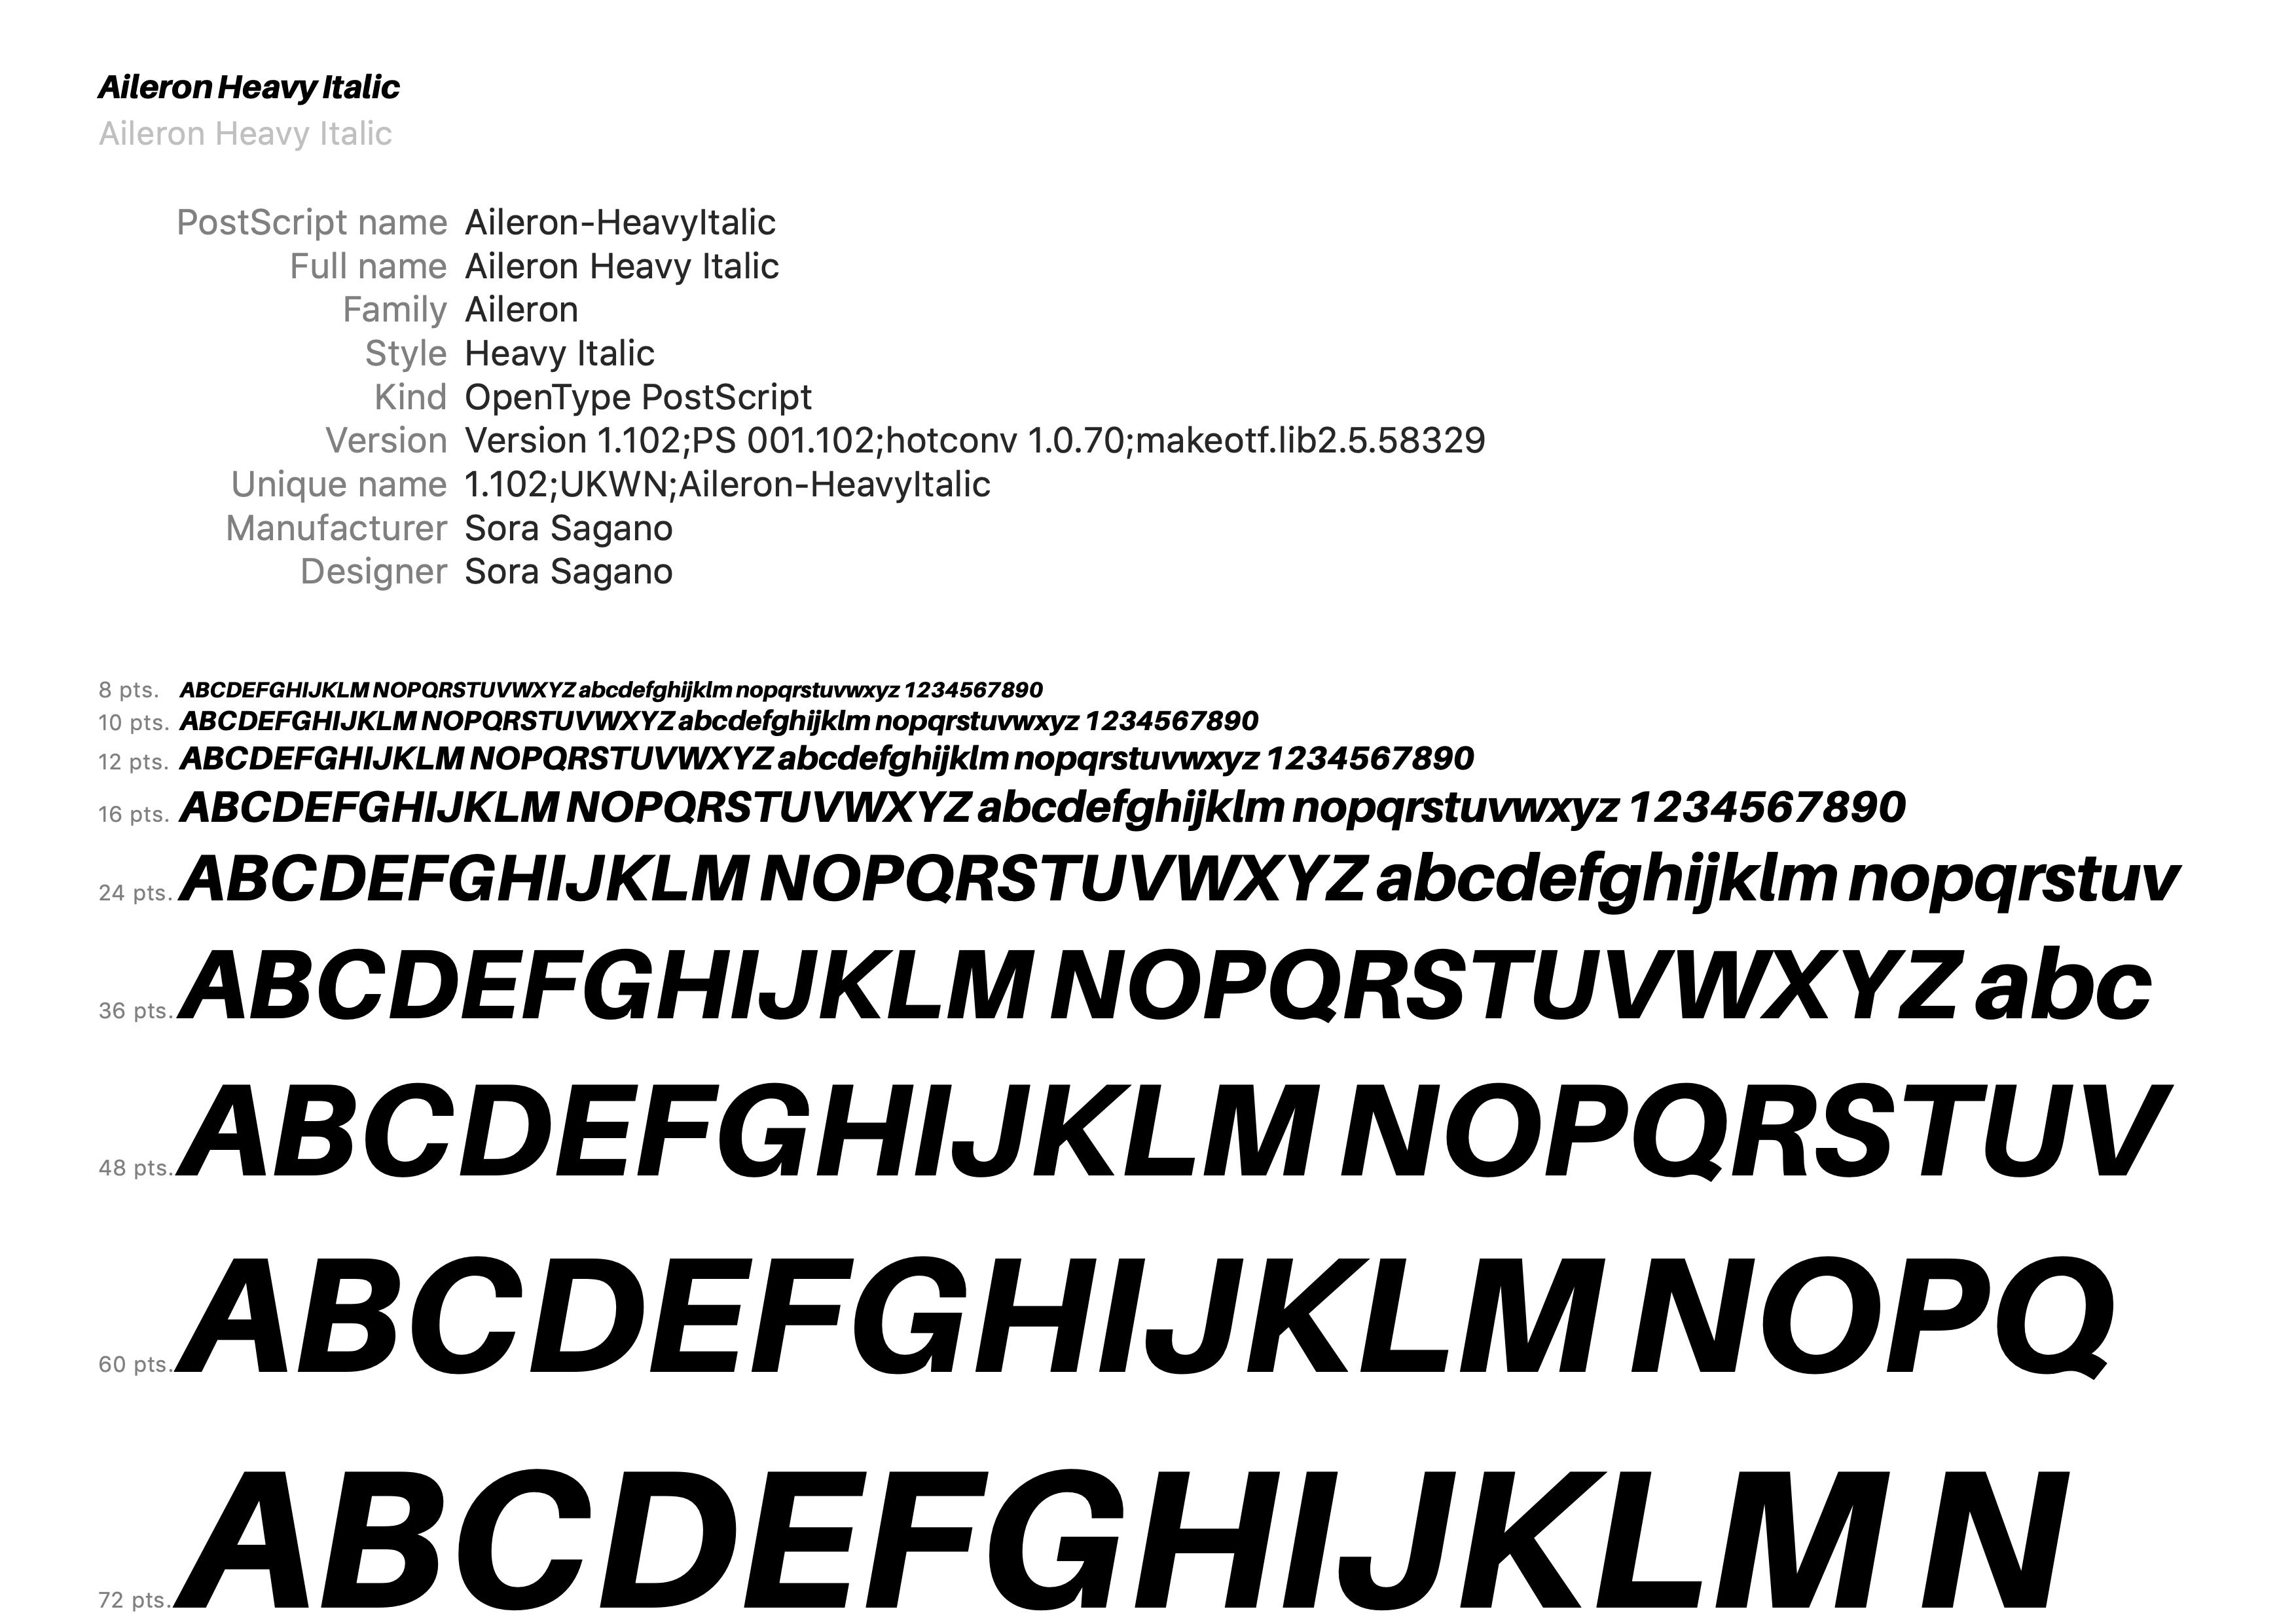 Aileron Heavy Italic
Aileron Heavy Italic
PostScript name Aileron-HeavyItalic
Full name Aileron Heavy Italic
Family Aileron
Style Heavy Italic
Kind OpenType PostScript
Version Version 1.102;PS 001.102;hotconv 1.0.70;makeotf.lib2.5.58329
Unique name 1.102;UKWN;Aileron-HeavyItalic
Manufacturer Sora Sagano
Designer Sora Sagano
8 pts. ABCDEFGHIJKLM NOPQRSTUVWXYZ abcdefghijklm nopqrstuvwxyz 1234567890
10 pts. ABCDEFGHIJKLM NOPQRSTUVWXYZ abcdefghijklm nopqrstuvwxyz 1234567890
12 pts. ABCDEFGHIJKLM NOPQRSTUVWXYZ abcdefghijklm nopqrstuvwxyz 1234567890
16 pts. ABCDEFGHIJKLM NOPQRSTUVWXYZ abcdefghijklm nopqrstuvwxyz 1234567890
24 pts. ABCDEFGHIJKLM NOPQRSTUVWXYZ abcdefghijklm nopqrstuv
36 pts. ABCDEFGHIJKLM NOPQRSTUVWXYZ abc
48 pts. ABCDEFGHIJKLM NOPQRSTUV
60 pts. ABCDEFGHIJKLM NOPQ
72 pts. ABCDEFGHIJKLM N